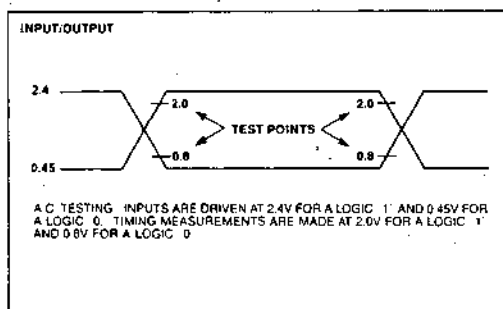 INPUT/OUTPUT
2.4
2.0
2.0
TEST POINTS
0.8
0.8
0.45
A C TESTING INPUTS ARE DRIVEN AT 2.4V FOR A LOGIC 1' AND 0.45V FOR
A LOGIC 0. TIMING MEASUREMENTS ARE MADE AT 2.0V FOR A LOGIC 1'
AND 0.8V FOR A LOGIC 0